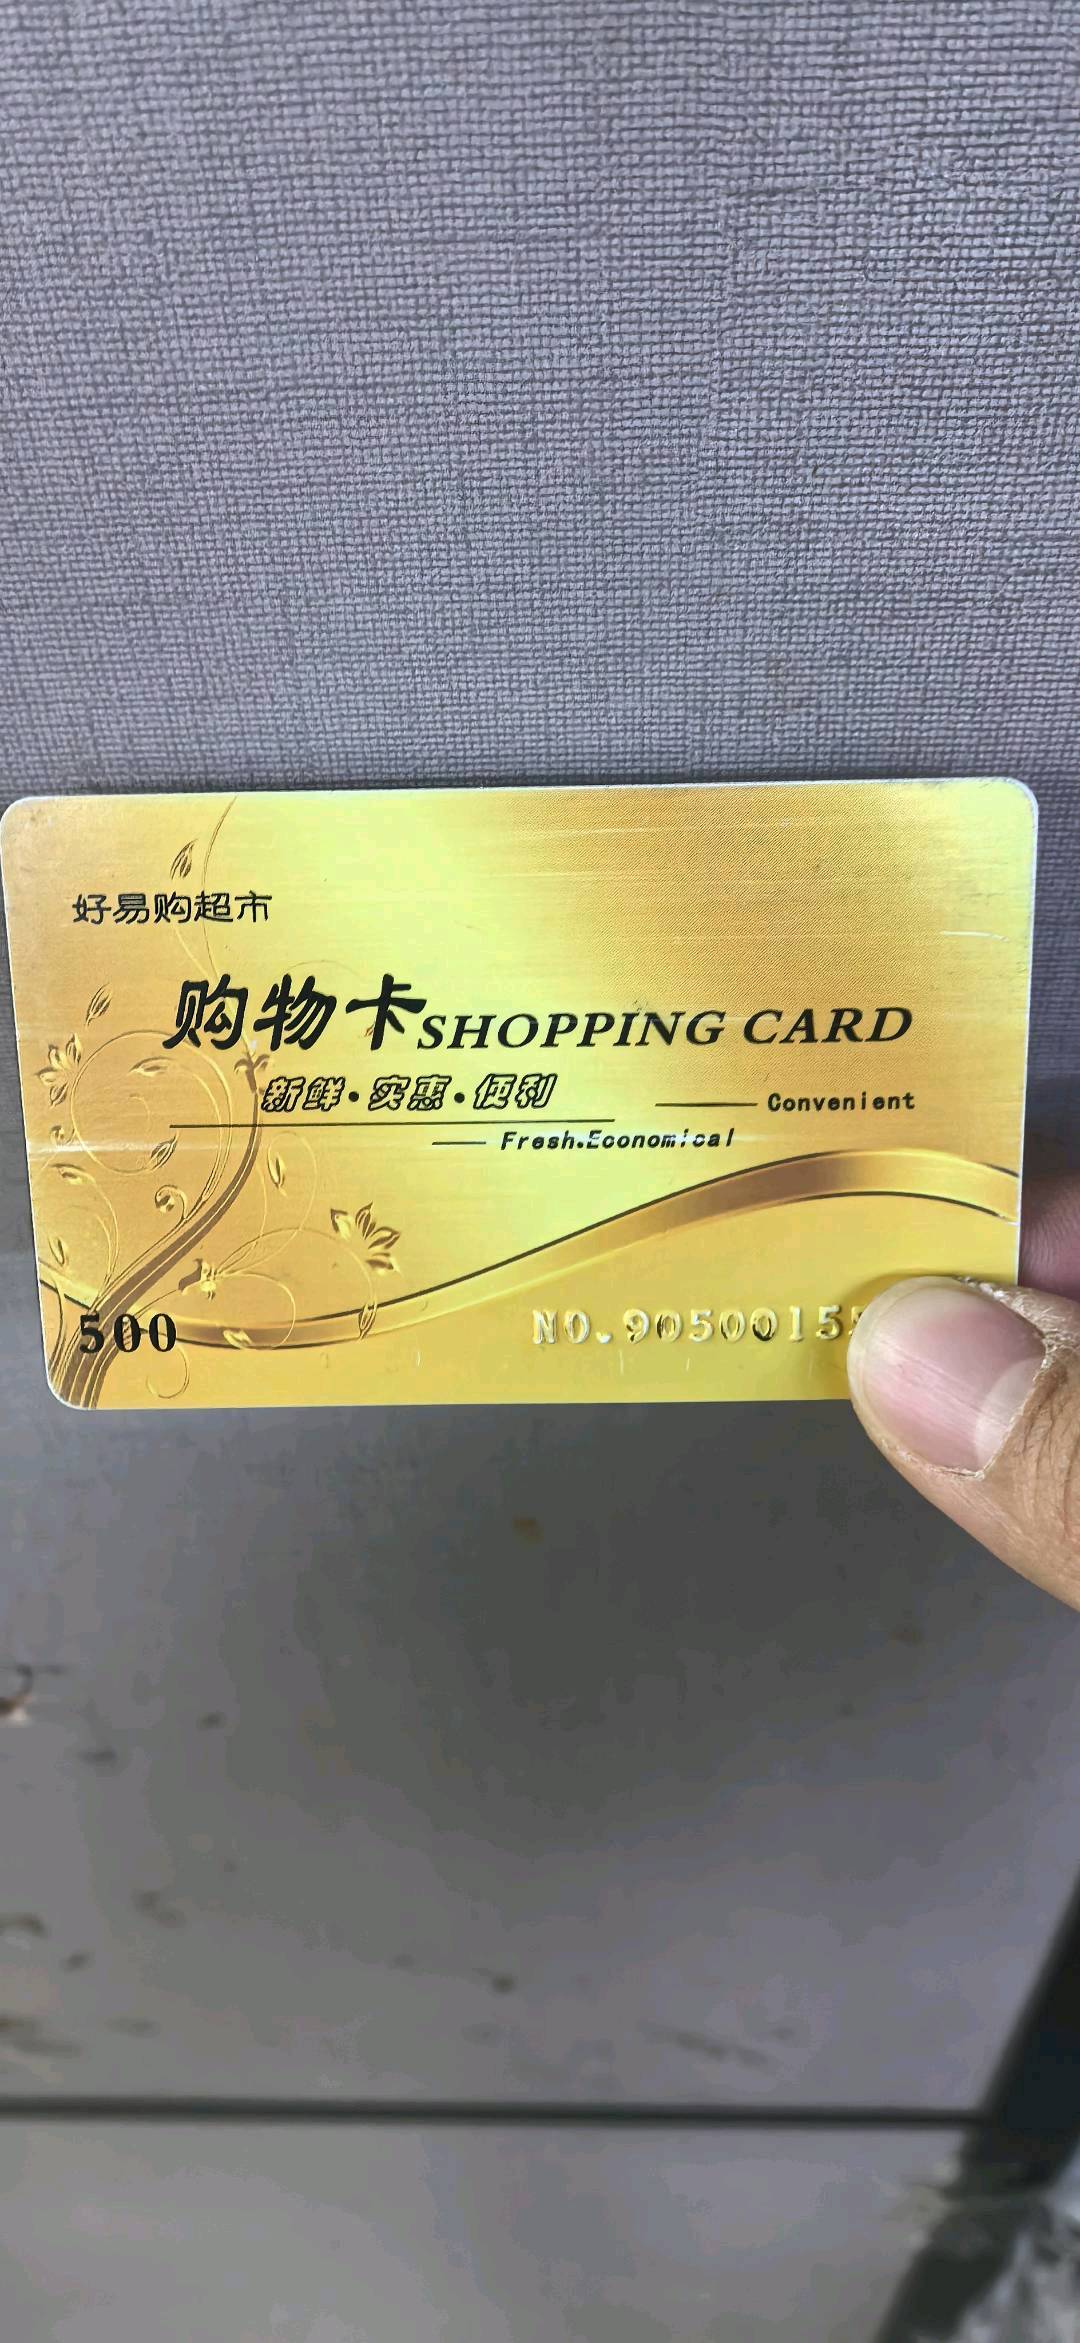 好易购超市
购物卡SHOPPING CARD
新鲜·实惠·便利
Convenient
Fresh.Economical
500
NO.90500155